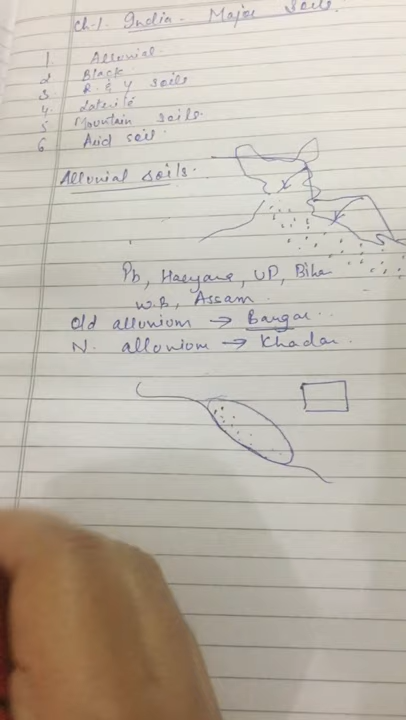 Ch-1. India - Major Soils.
1. Alluvial.
2 Black
3. R. & Y soils
4. Laterite
5 Mountain soils.
6 Arid soil.
Alluvial soils.
Pb, Haryana, UP, Bihar
W.B, Assam.
Old alluvium → Bangar.
N. alluvium → Khadar.